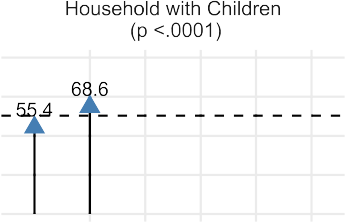 Household with Children
(p <.0001)
68.6
55.4